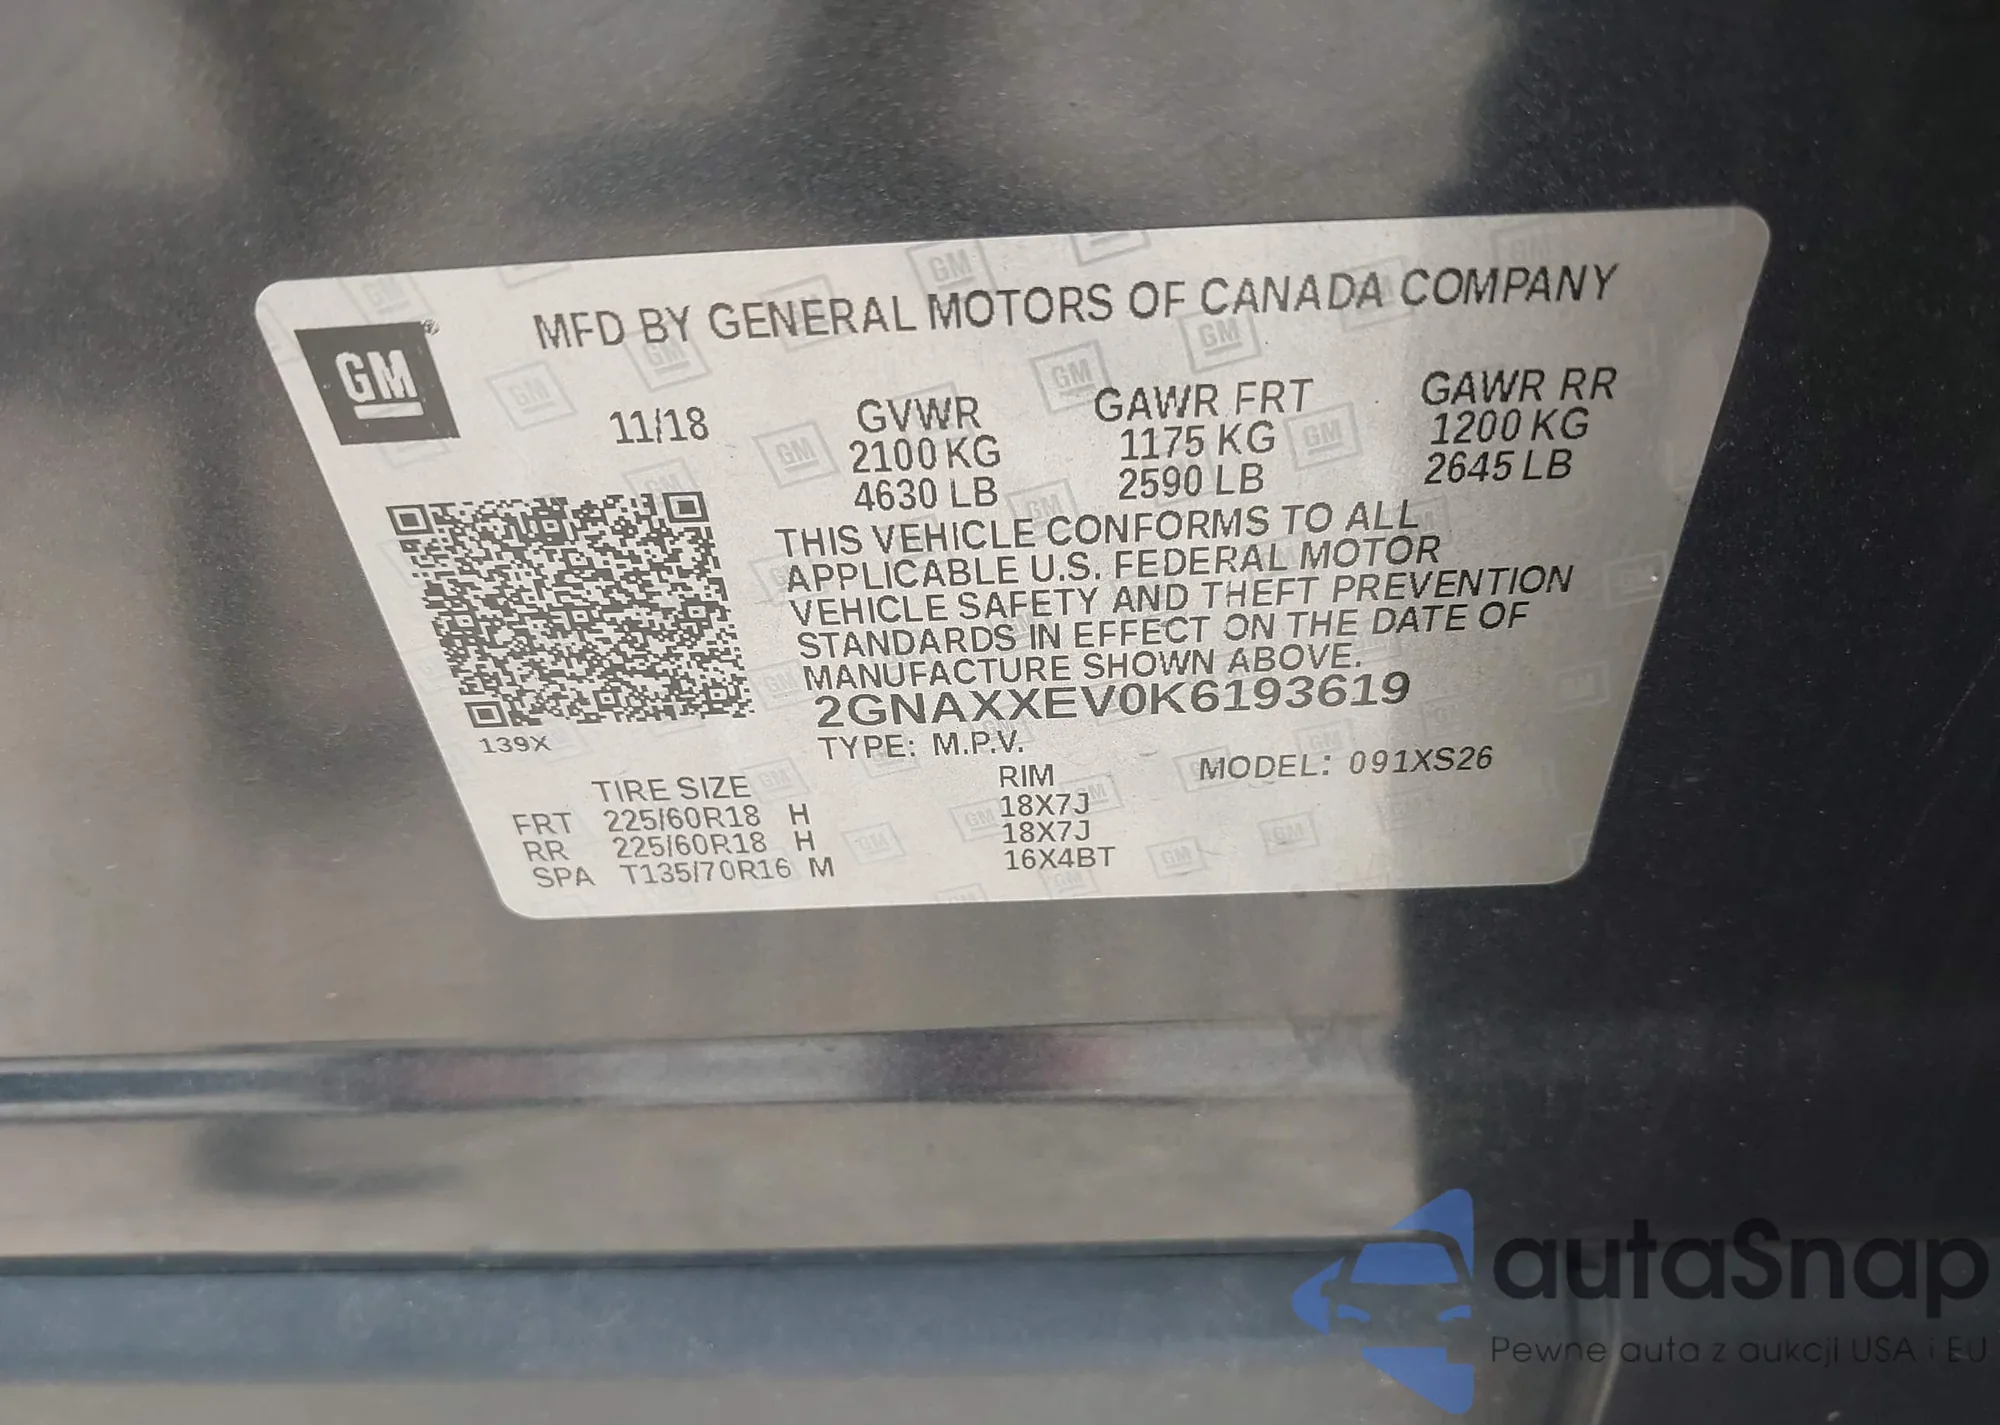 MFD BY GENERAL MOTORS OF CANADA COMPANY
GM
11/18
GVWR
2100 KG
4630 LB
GAWR FRT
1175 KG
2590 LB
GAWR RR
1200 KG
2645 LB
THIS VEHICLE CONFORMS TO ALL
APPLICABLE U.S. FEDERAL MOTOR
VEHICLE SAFETY AND THEFT PREVENTION
STANDARDS IN EFFECT ON THE DATE OF
MANUFACTURE SHOWN ABOVE.
2GNAXXEV0K6193619
139X
TYPE: M.P.V.
MODEL: 091XS26
TIRE SIZE RIM
FRT 225/60R18 H 18X7J
RR 225/60R18 H 18X7J
SPA T135/70R16 M 16X4BT
autaSnap
Pewne auta z aukcji USA i EU